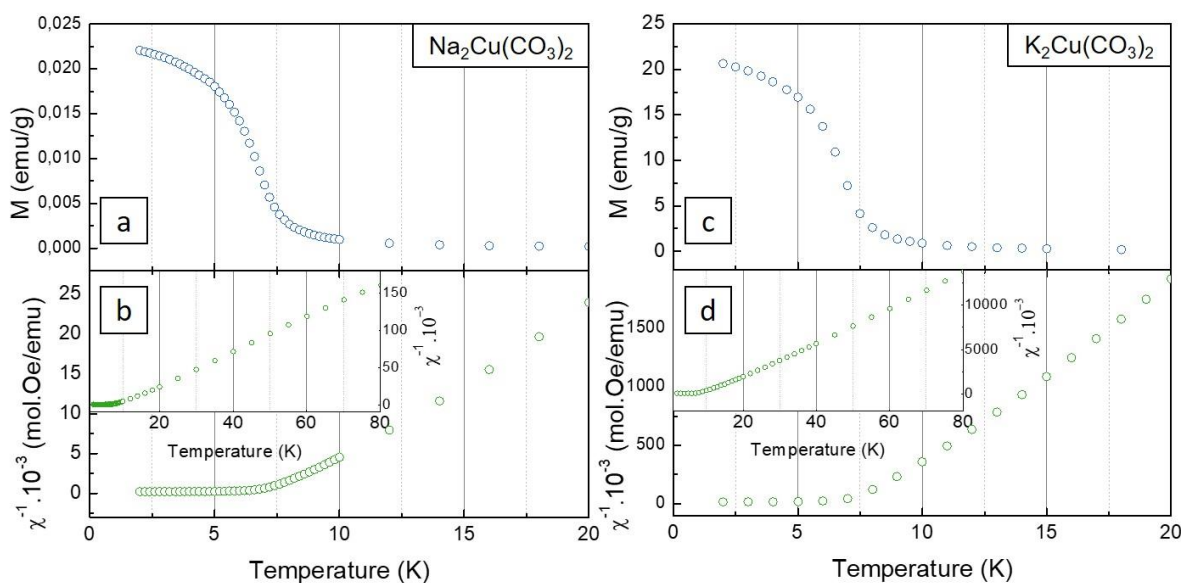 0,025
0,020
0,015
0,010
0,005
0,000
M (emu/g)
Na₂Cu(CO₃)₂
a
25
20
15
10
5
0
χ⁻¹.10⁻³ (mol.Oe/emu)
b
150
100
50
0
χ⁻¹.10⁻³
20 40 60 80
Temperature (K)
0 5 10 15 20
Temperature (K)
25
20
15
10
5
0
M (emu/g)
K₂Cu(CO₃)₂
c
1500
1000
500
0
χ⁻¹.10⁻³ (mol.Oe/emu)
d
10000
5000
0
χ⁻¹.10⁻³
20 40 60 80
Temperature (K)
0 5 10 15 20
Temperature (K)